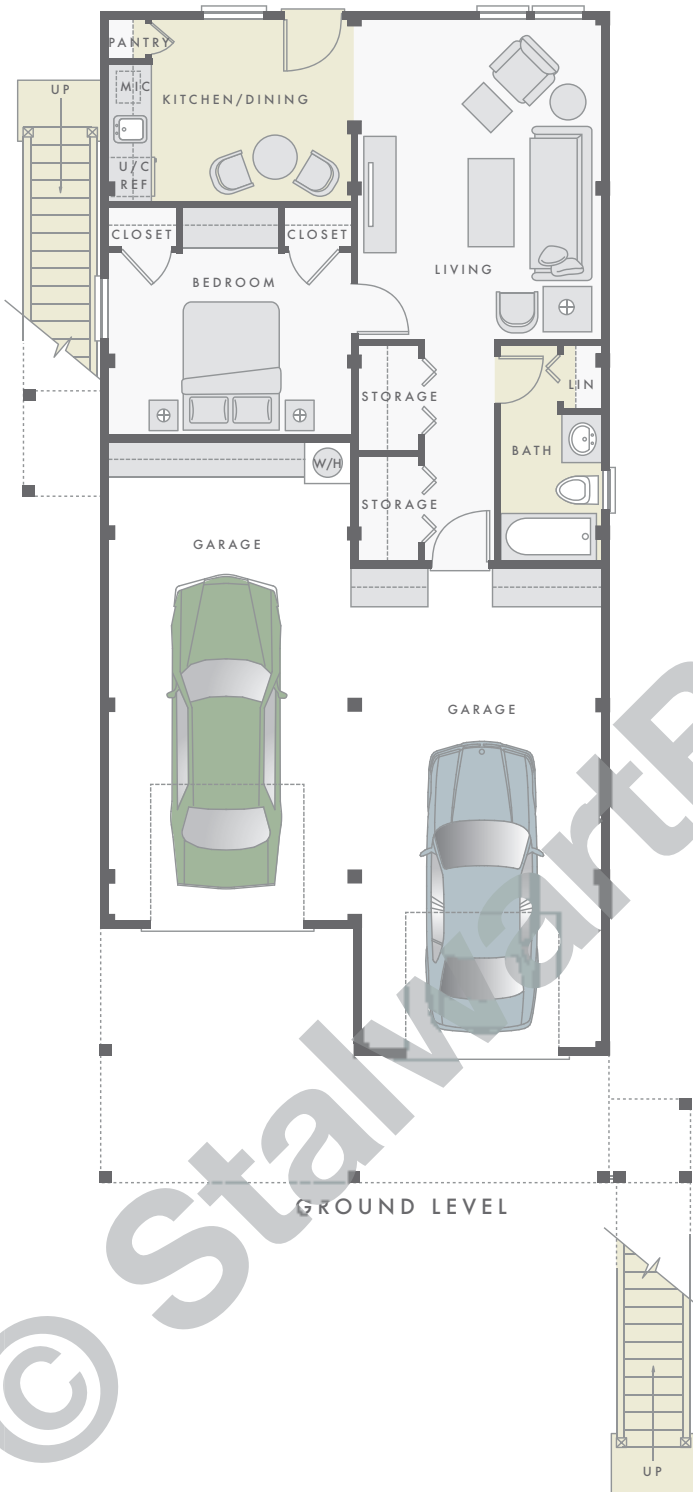 PANTRY
UP
MIC
KITCHEN/DINING
U/C
REF
CLOSET
CLOSET
LIVING
BEDROOM
LIN
STORAGE
BATH
W/H
STORAGE
GARAGE
GARAGE
GROUND LEVEL
UP